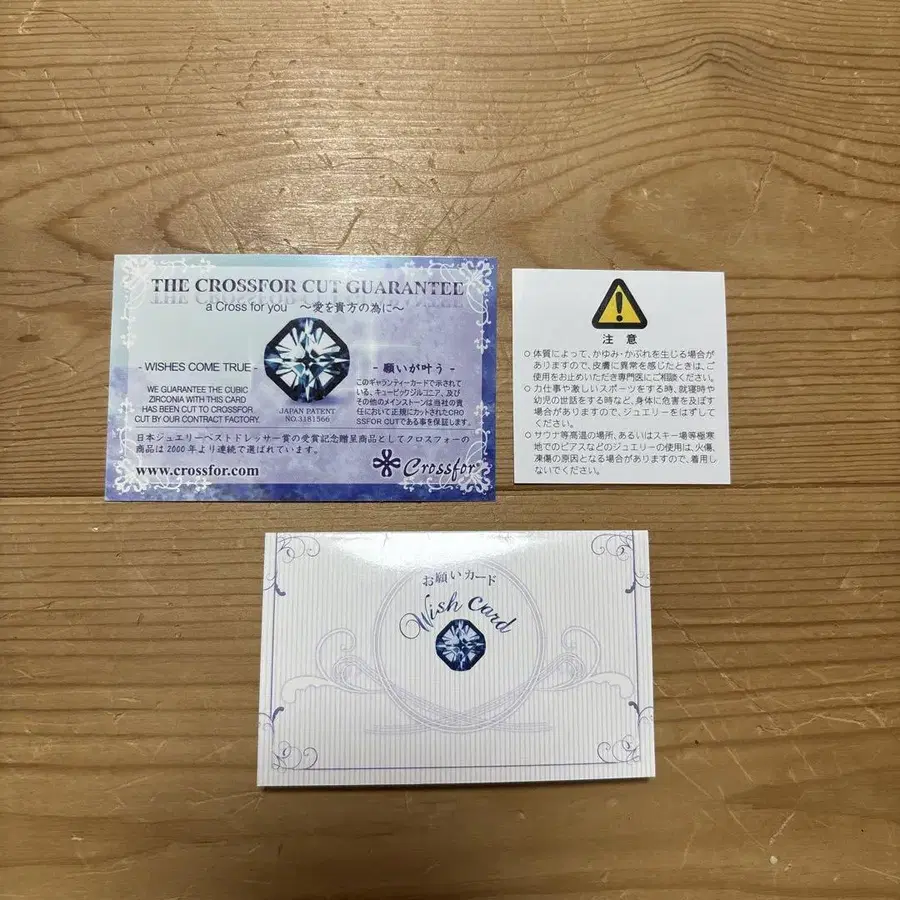 THE CROSSFOR CUT GUARANTEE
a Cross for you ～愛を貴方の為に～
- WISHES COME TRUE -
WE GUARANTEE THE CUBIC
ZIRCONIA WITH THIS CARD
HAS BEEN CUT TO CROSSFOR
CUT BY OUR CONTRACT FACTORY.
JAPAN PATENT
NO.3181566
- 願いが叶う -
このギャランティーカードで示されて
いる、キュービックジルコニア、及び
その他のメインストーンは当社の責
任において正規にカットされたCRO
SSFOR CUTである事を保証します。
日本ジュエリーベストドレッサー賞の受賞記念贈呈商品としてクロスフォーの
商品は2000年より連続で選ばれています。
www.crossfor.com
Crossfor
注意
○体質によって、かゆみ・かぶれを生じる場合が
ありますので、皮膚に異常を感じたときは、ご
使用をお止めいただき専門医にご相談ください。
○力仕事や激しいスポーツをする時、就寝時や
幼児の世話をする時など、身体に危害を及ぼす
場合がありますので、ジュエリーをはずして
ください。
○サウナ等高温の場所、あるいはスキー場等極寒
地でのピアスなどのジュエリーの使用は、火傷、
凍傷の原因となる場合がありますので、着用し
ないでください。
お願いカード
Wish card